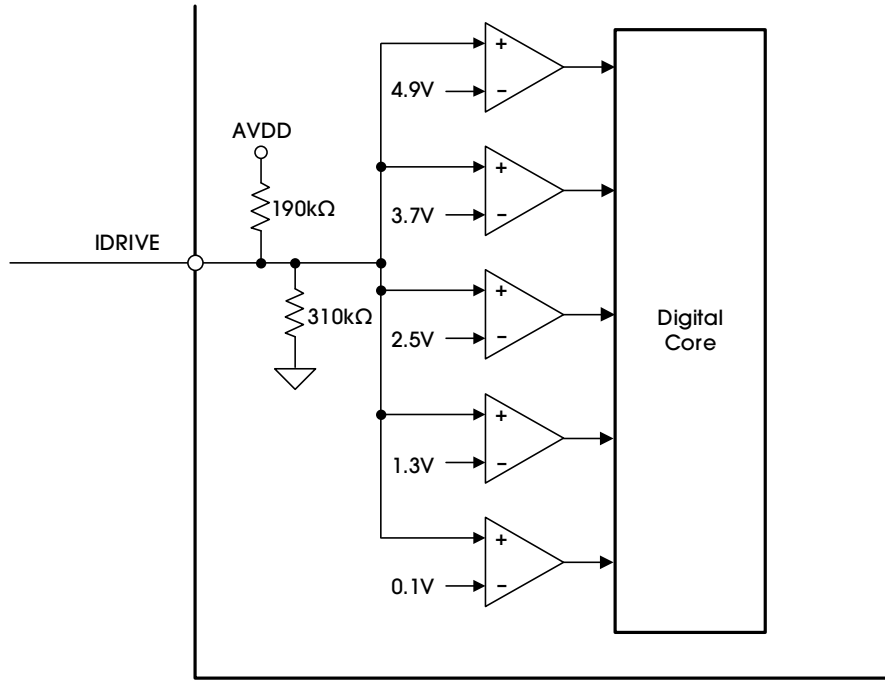 +
4.9V
−
AVDD
+
190kΩ
3.7V
−
IDRIVE
+
310kΩ
2.5V
−
Digital
Core
+
1.3V
−
+
0.1V
−